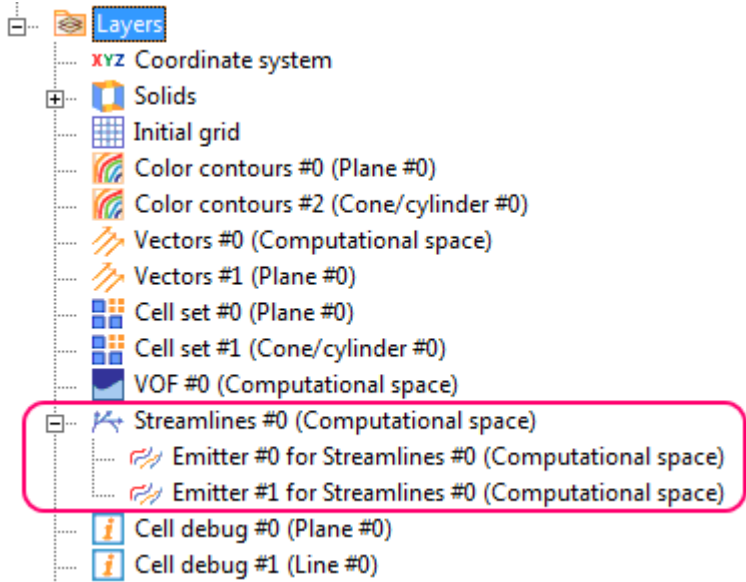 Layers
XYZ Coordinate system
Solids
Initial grid
Color contours #0 (Plane #0)
Color contours #2 (Cone/cylinder #0)
Vectors #0 (Computational space)
Vectors #1 (Plane #0)
Cell set #0 (Plane #0)
Cell set #1 (Cone/cylinder #0)
VOF #0 (Computational space)
Streamlines #0 (Computational space)
Emitter #0 for Streamlines #0 (Computational space)
Emitter #1 for Streamlines #0 (Computational space)
Cell debug #0 (Plane #0)
Cell debug #1 (Line #0)